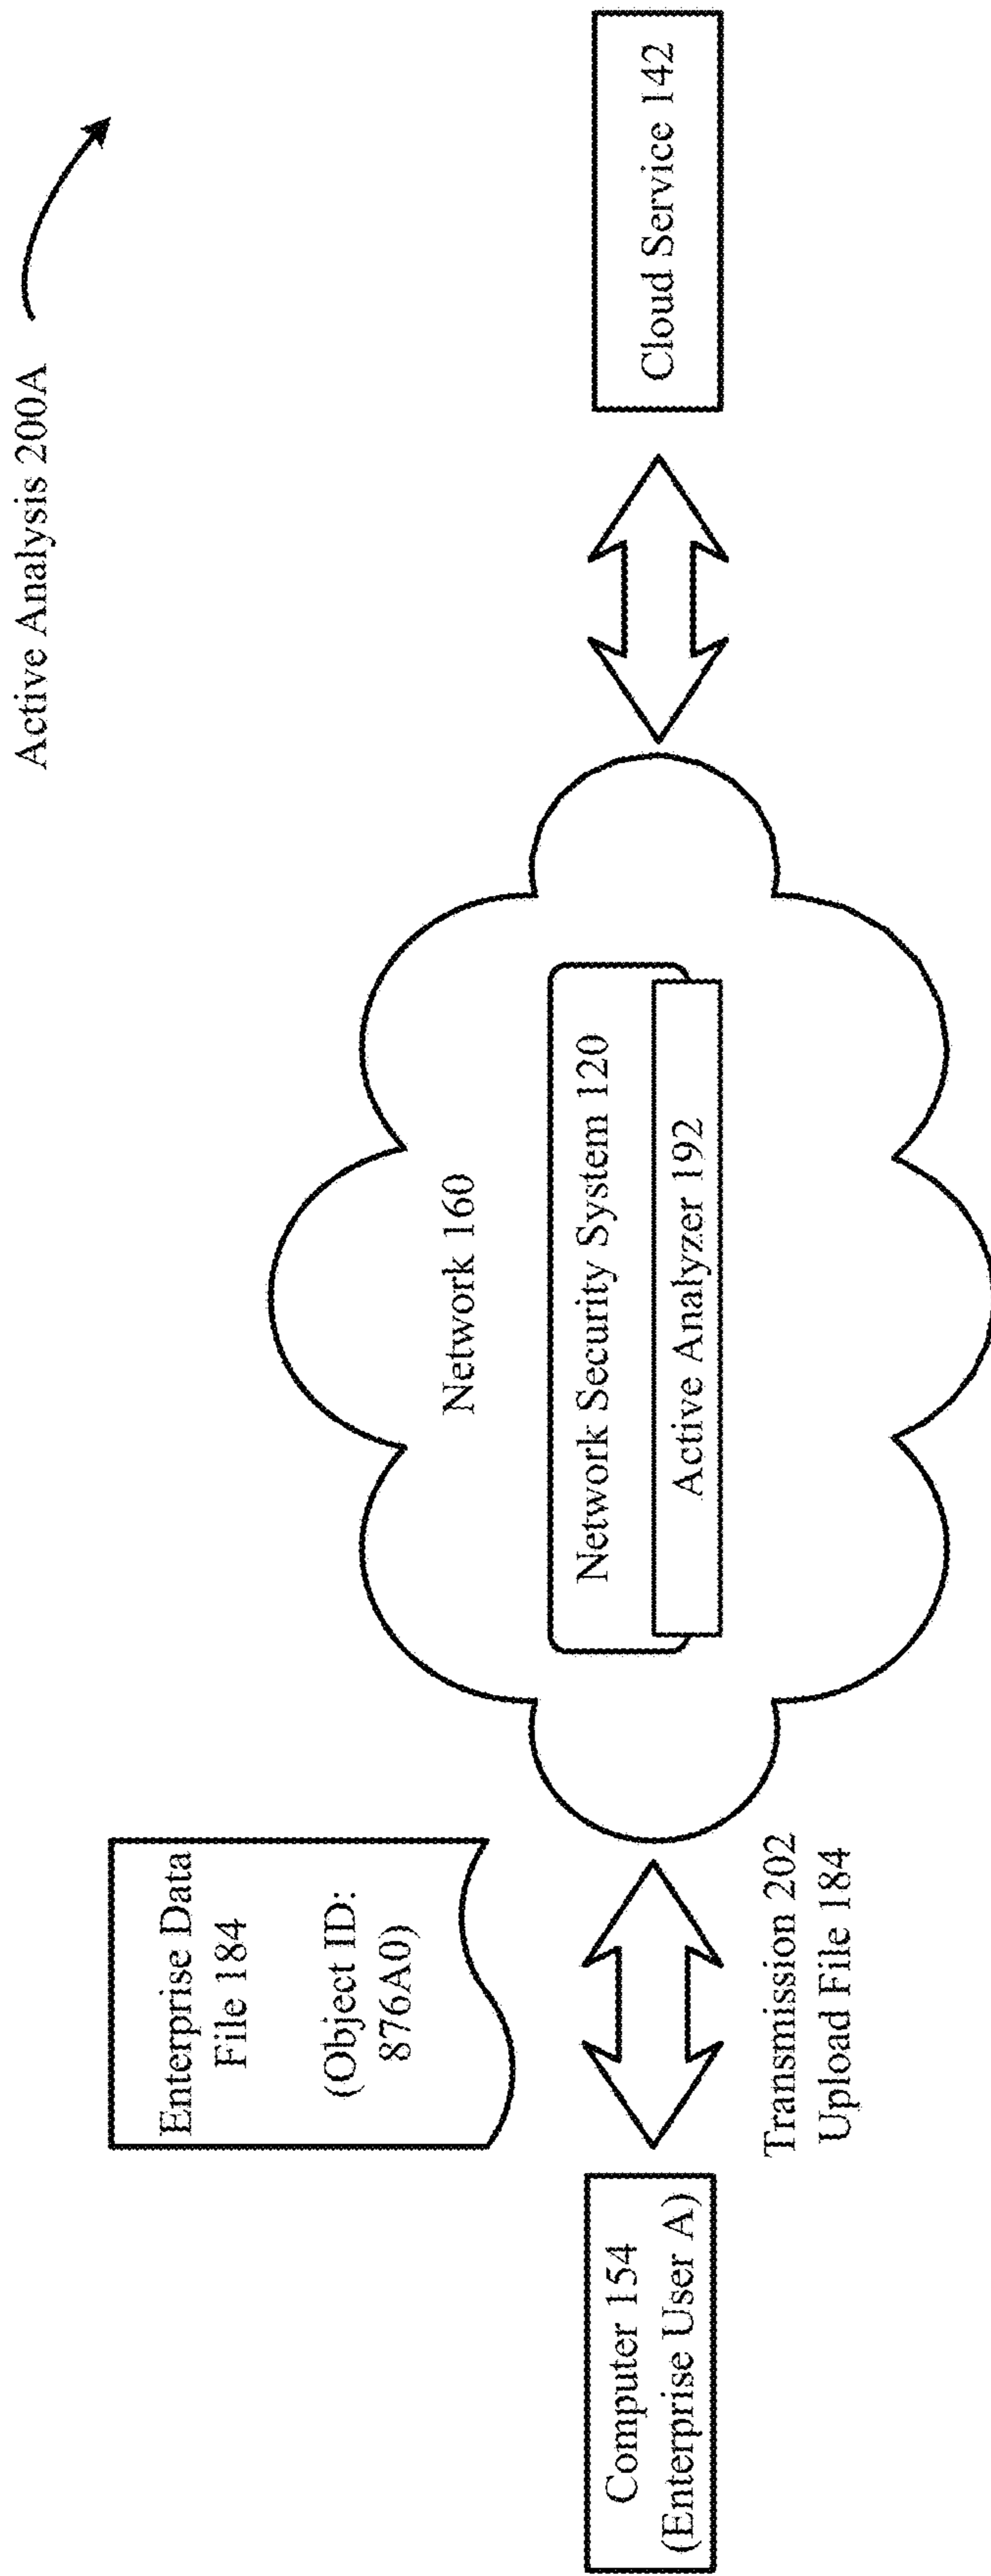 Active Analysis 200A
Enterprise Data
File 184
(Object ID:
876A0)
Computer 154
(Enterprise User A)
Transmission 202
Upload File 184
Network 160
Network Security System 120
Active Analyzer 192
Cloud Service 142